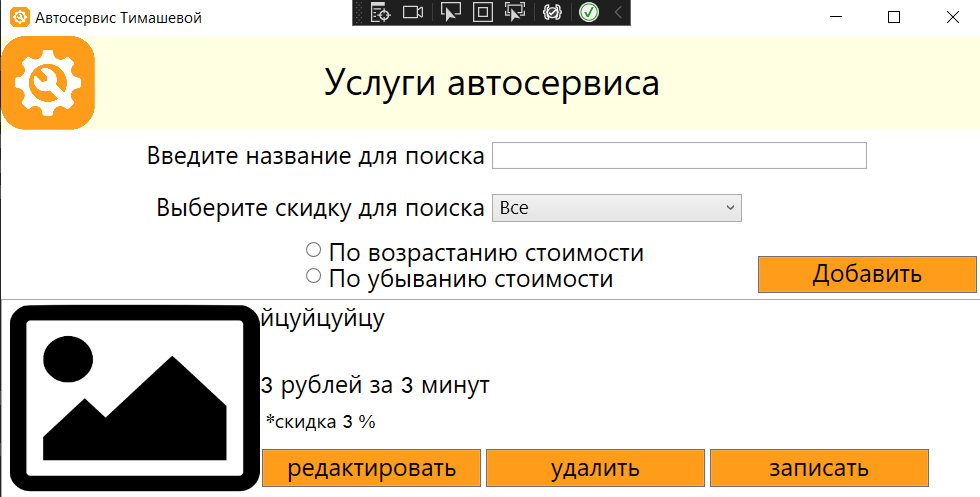 Автосервис Тимашевой
Услуги автосервиса
Введите название для поиска
Выберите скидку для поиска Все
По возрастанию стоимости
По убыванию стоимости
Добавить
йцуйцуйцу
3 рублей за 3 минут
*скидка 3 %
редактировать удалить записать